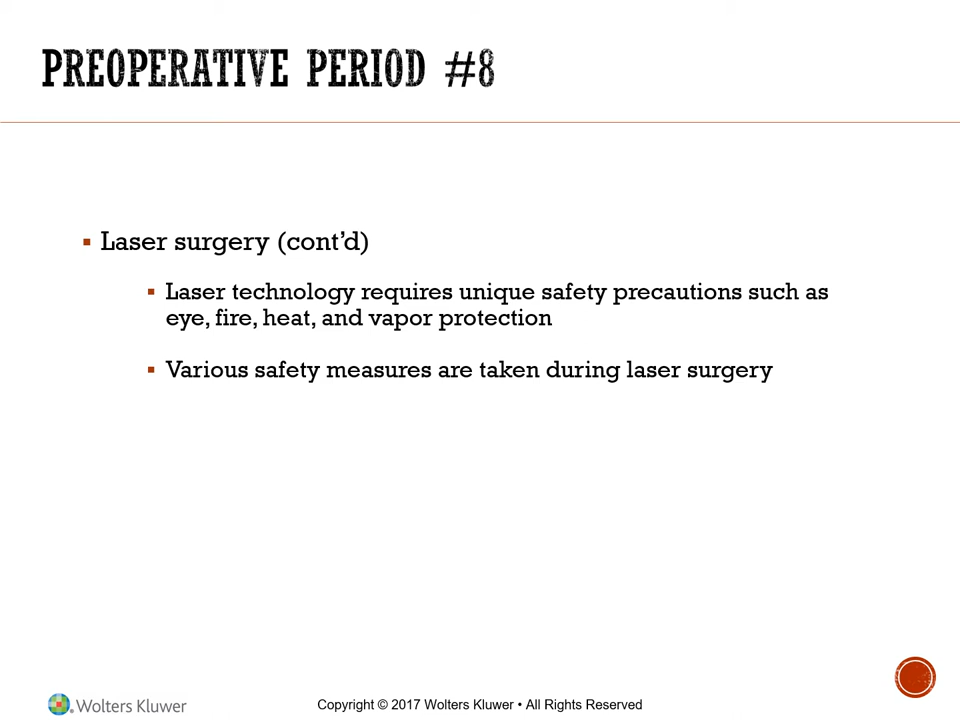 PREOPERATIVE PERIOD #8
Laser surgery (cont’d)
Laser technology requires unique safety precautions such as
eye, fire, heat, and vapor protection
Various safety measures are taken during laser surgery
Wolters Kluwer
Copyright © 2017 Wolters Kluwer • All Rights Reserved